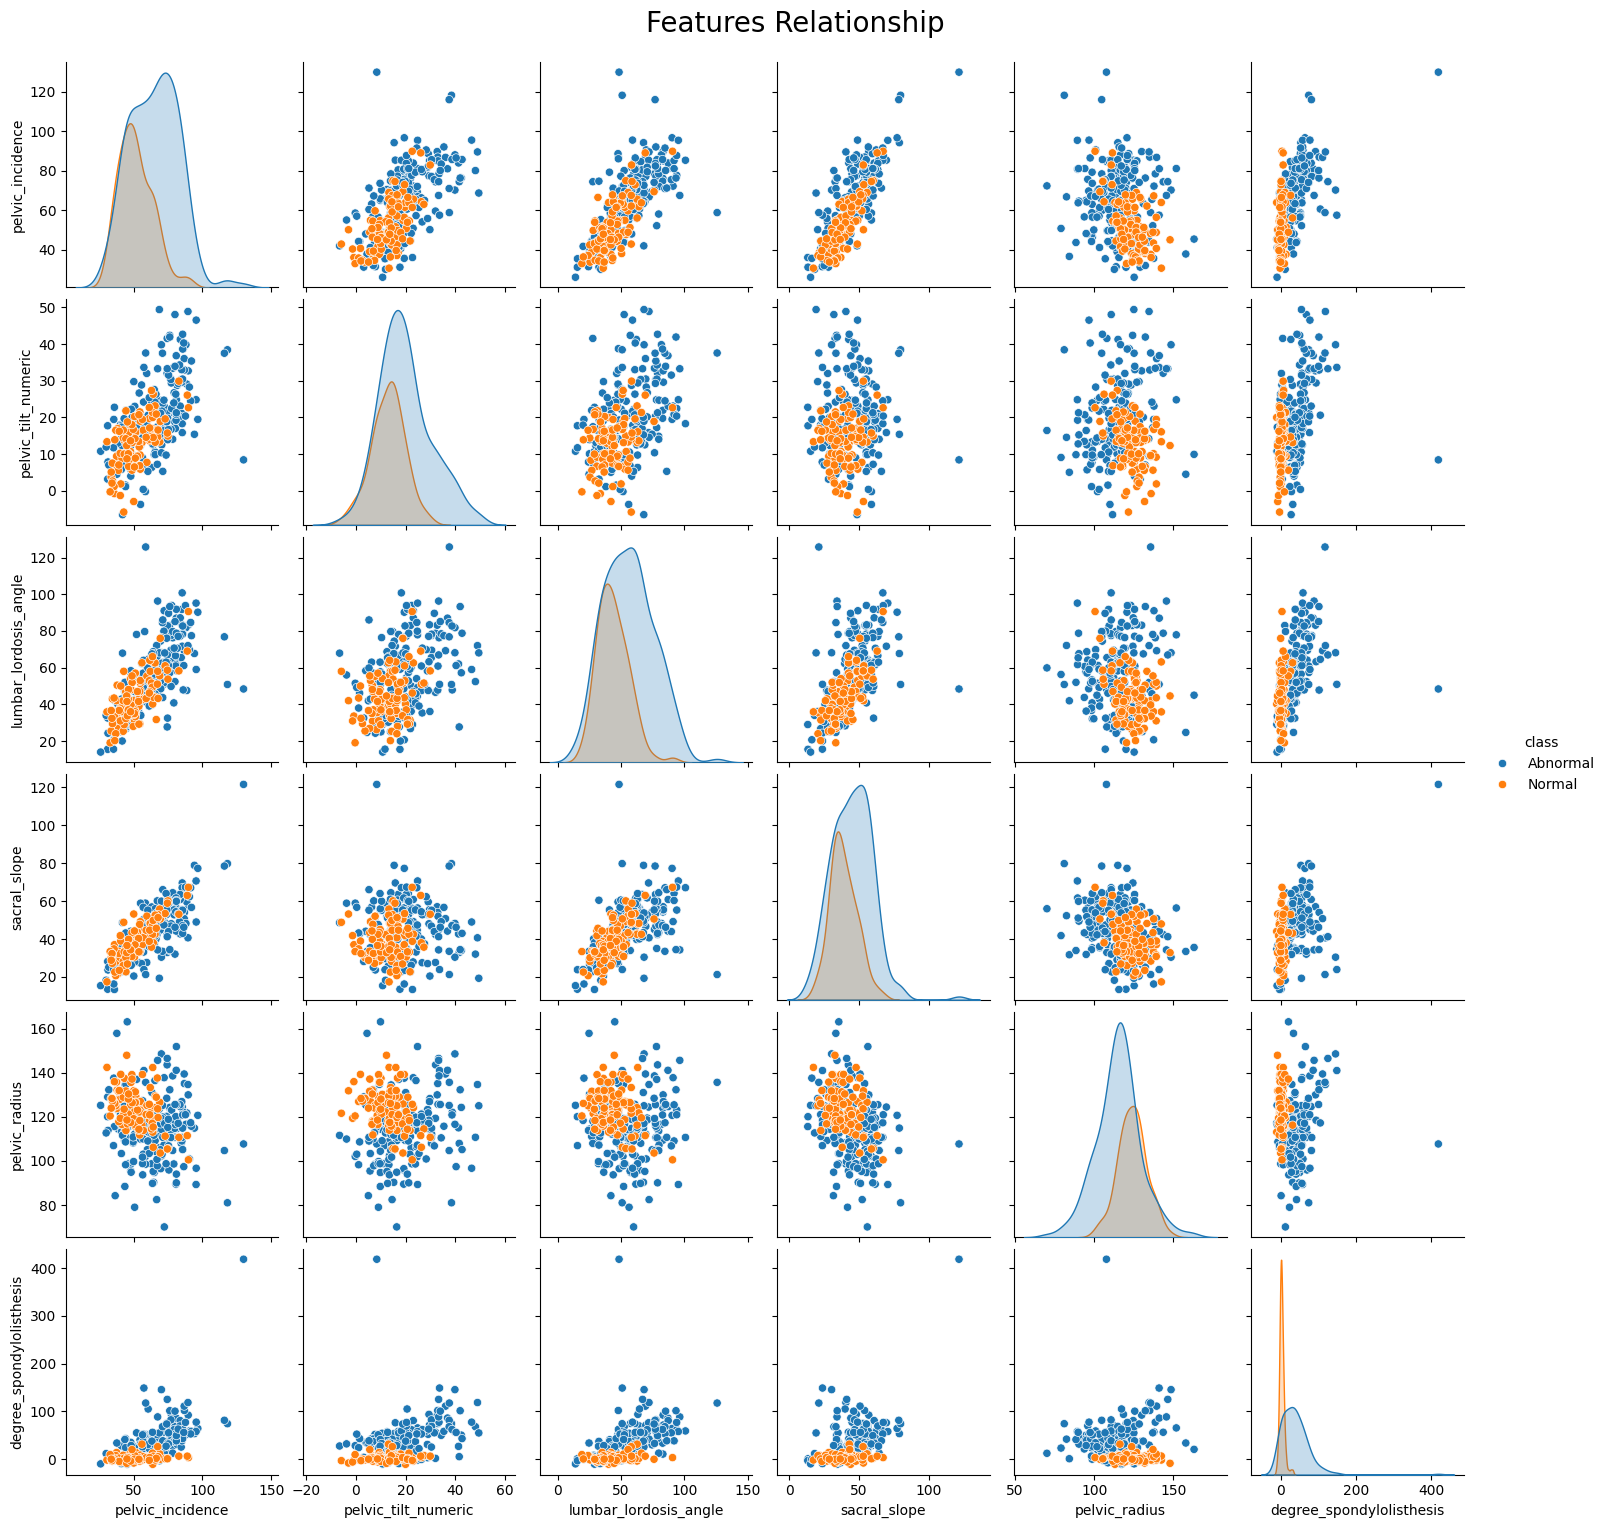 Features Relationship
pelvic_incidence
120
100
80
60
40
pelvic_tilt_numeric
50
40
30
20
10
0
lumbar_lordosis_angle
120
100
80
60
40
20
class
Abnormal
Normal
sacral_slope
120
100
80
60
40
20
pelvic_radius
160
140
120
100
80
degree_spondylolisthesis
400
300
200
100
0
50 100 150
−20 0 20 40 60
0 50 100 150
0 50 100
50 100 150
0 200 400
pelvic_incidence
pelvic_tilt_numeric
lumbar_lordosis_angle
sacral_slope
pelvic_radius
degree_spondylolisthesis